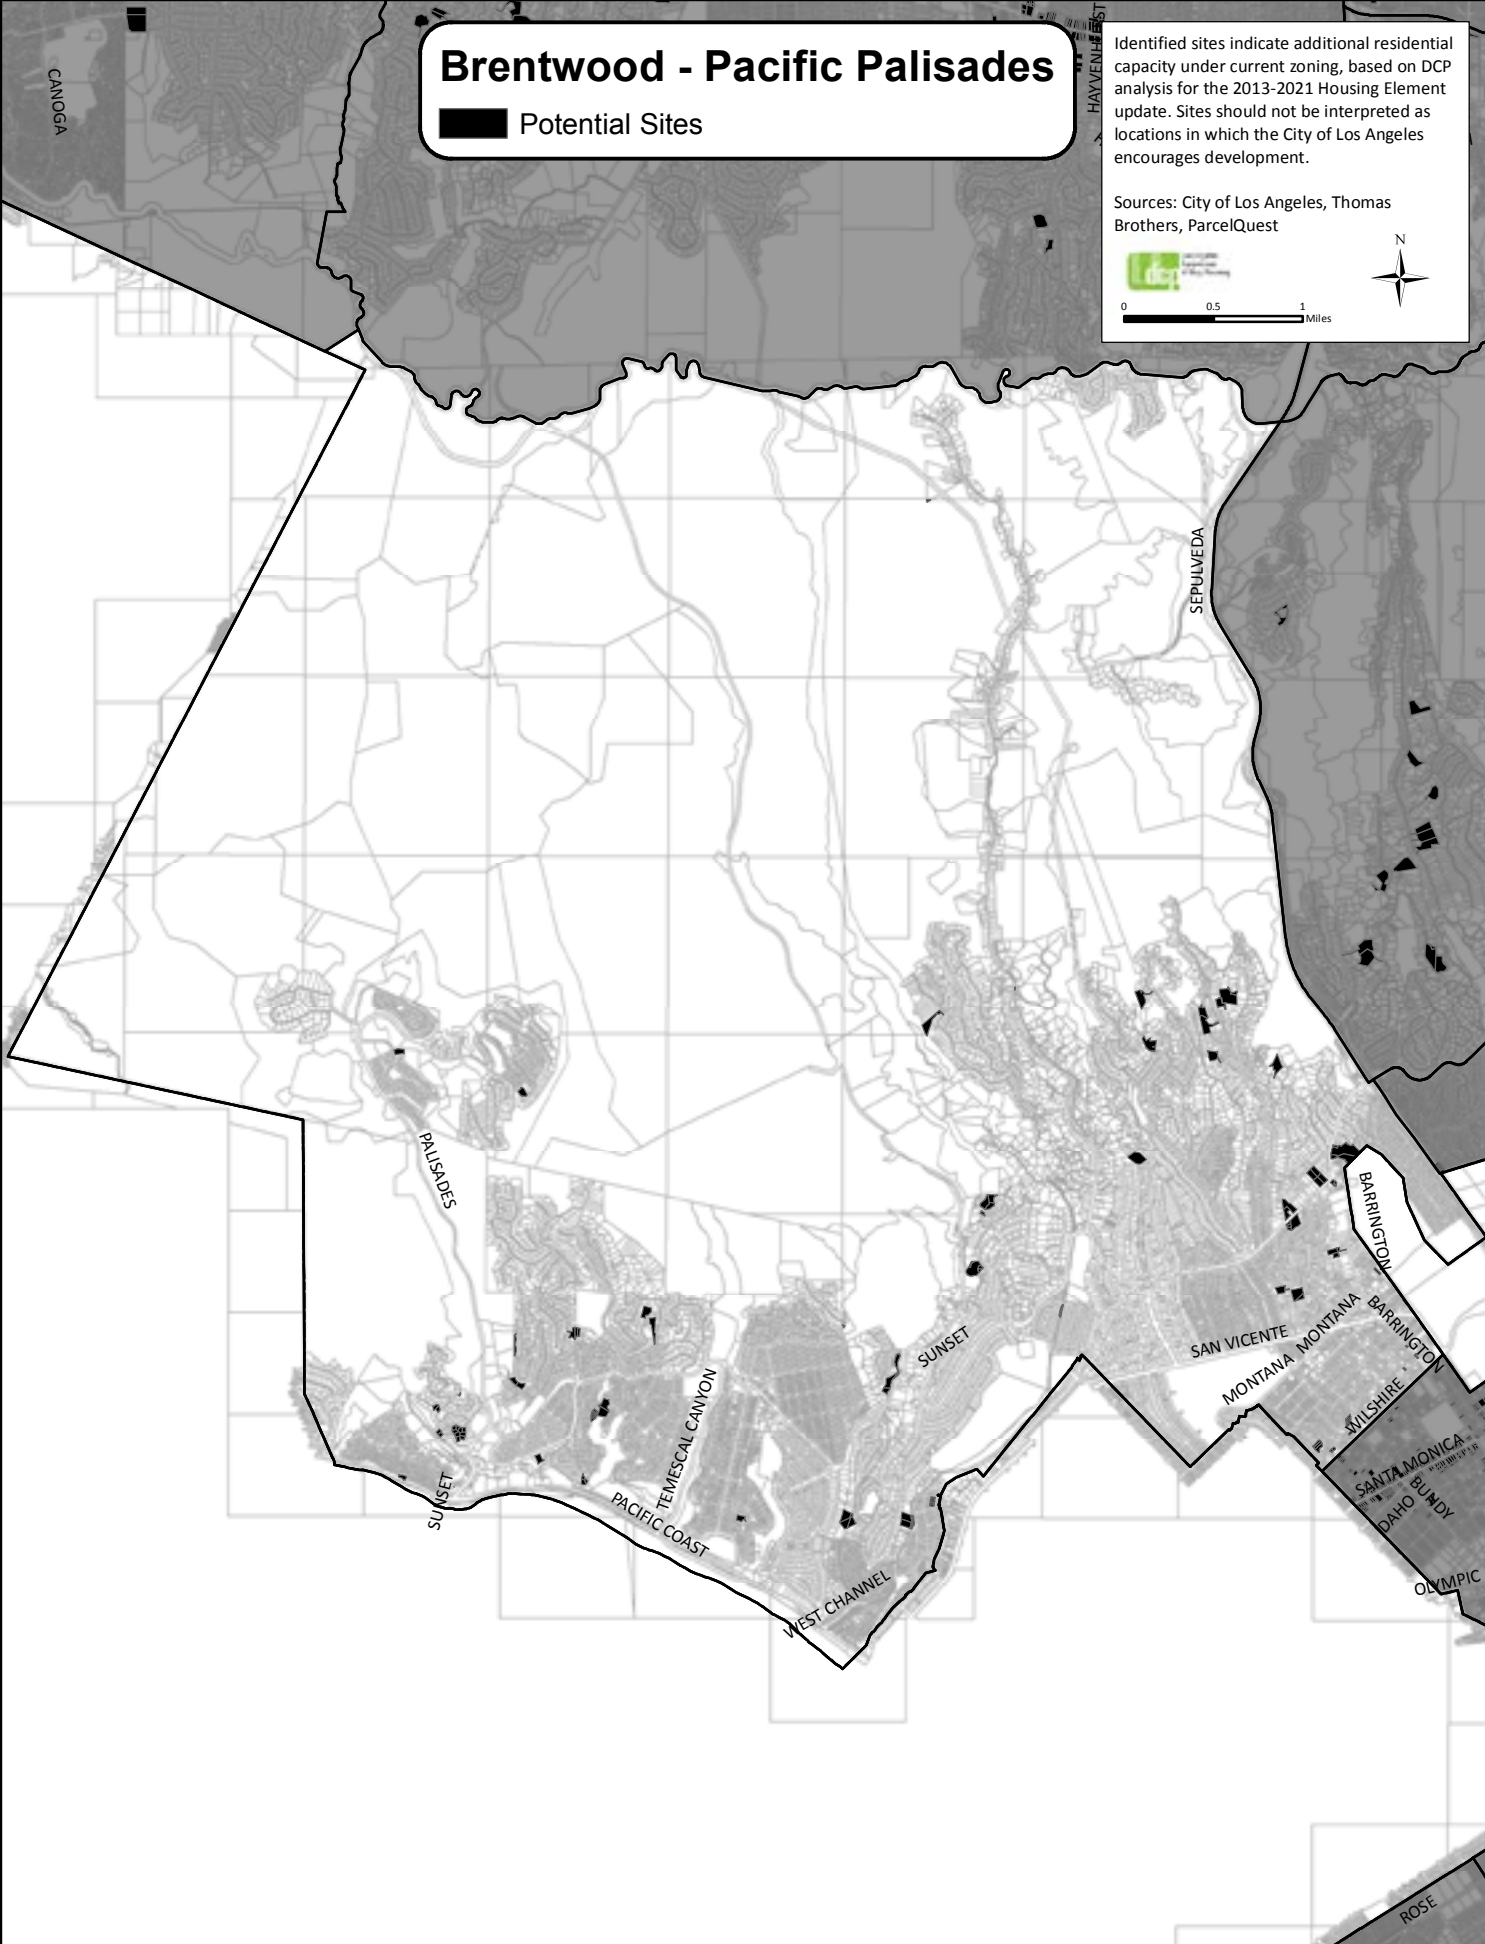 Brentwood - Pacific Palisades
Potential Sites
Identified sites indicate additional residential
capacity under current zoning, based on DCP
analysis for the 2013-2021 Housing Element
update. Sites should not be interpreted as
locations in which the City of Los Angeles
encourages development.
Sources: City of Los Angeles, Thomas
Brothers, ParcelQuest
N
dcp
0 0.5 1
Miles
CANOGA
HAYVENHURST
SEPULVEDA
PALISADES
BARRINGTON
SUNSET
SAN VICENTE
MONTANA
MONTANA
BARRINGTON
WILSHIRE
TEMESCAL CANYON
SANTA MONICA
BUNDY
IDAHO
SUNSET
PACIFIC COAST
OLYMPIC
WEST CHANNEL
ROSE